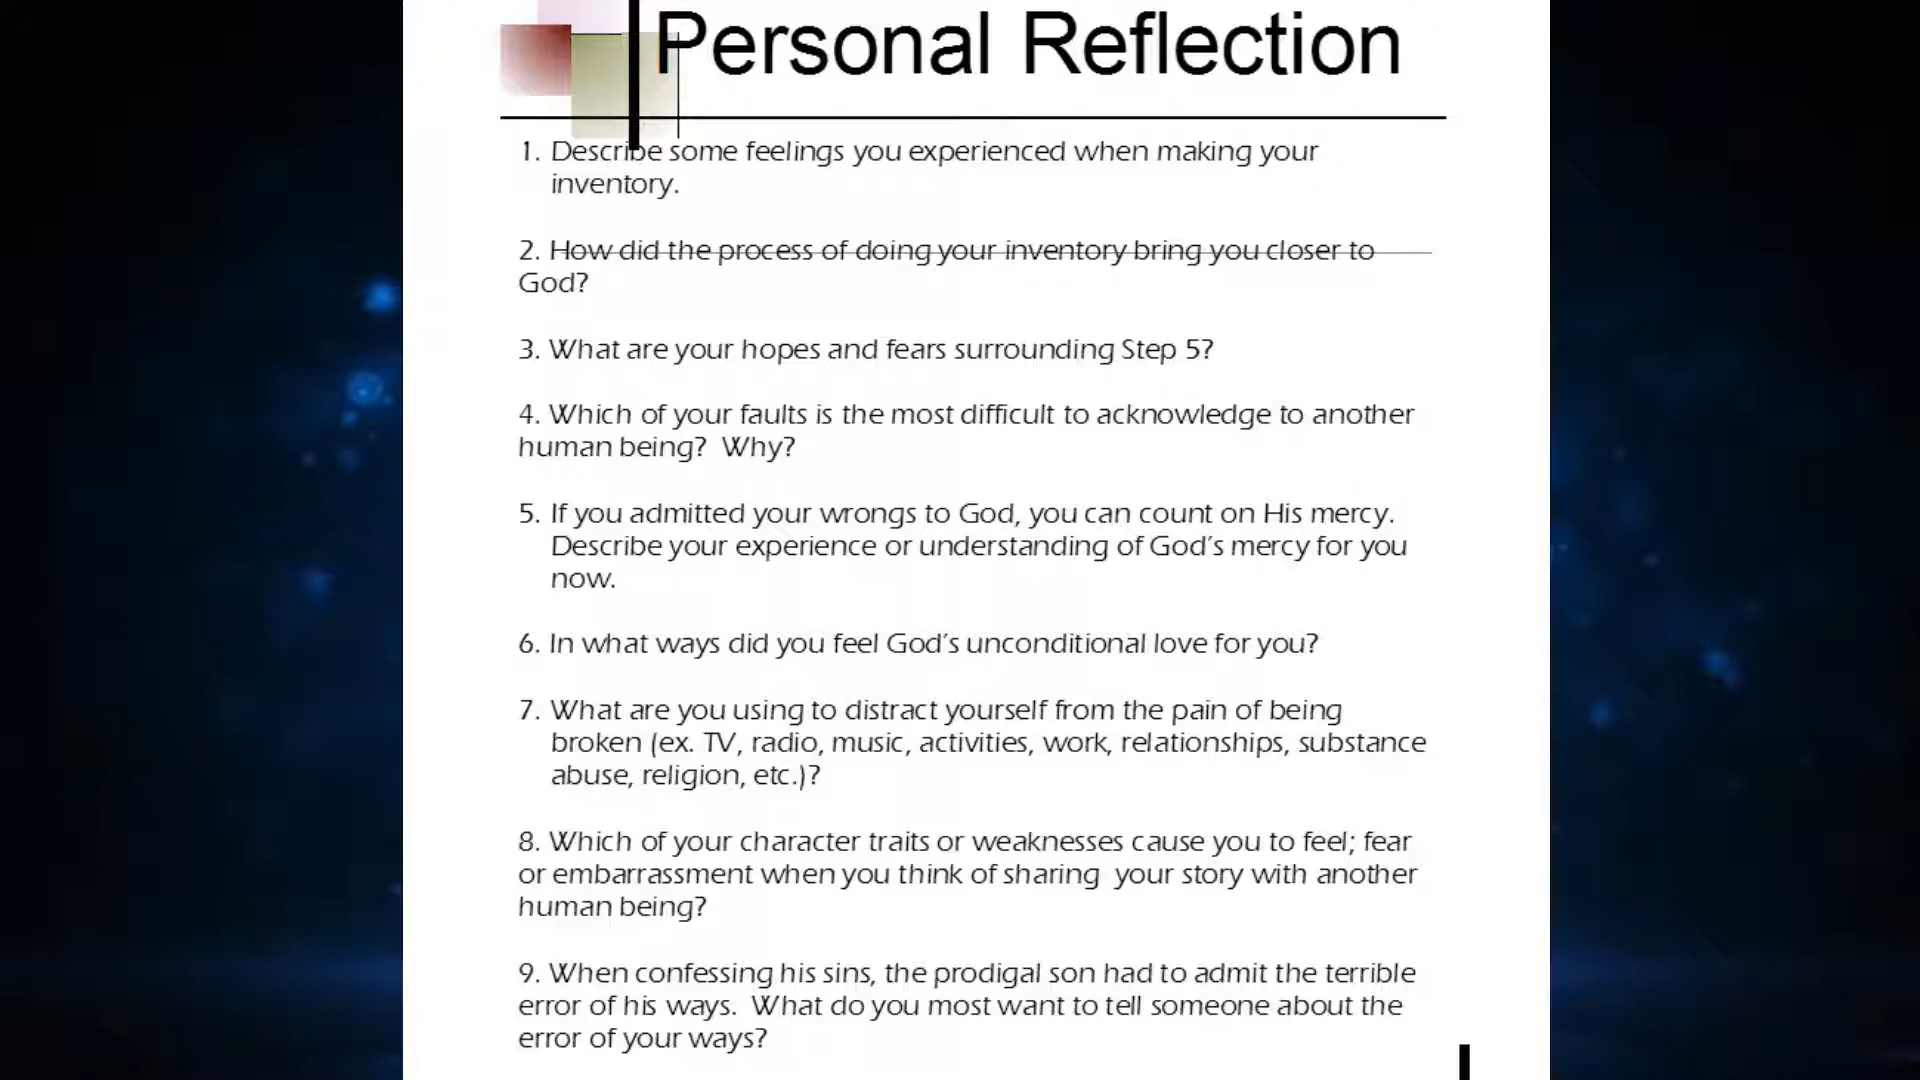 Personal Reflection
1. Describe some feelings you experienced when making your
inventory.
2. How did the process of doing your inventory bring you closer to
God?
3. What are your hopes and fears surrounding Step 5?
4. Which of your faults is the most difficult to acknowledge to another
human being?  Why?
5. If you admitted your wrongs to God, you can count on His mercy.
Describe your experience or understanding of God's mercy for you
now.
6. In what ways did you feel God's unconditional love for you?
7. What are you using to distract yourself from the pain of being
broken (ex. TV, radio, music, activities, work, relationships, substance
abuse, religion, etc.)?
8. Which of your character traits or weaknesses cause you to feel; fear
or embarrassment when you think of sharing  your story with another
human being?
9. When confessing his sins, the prodigal son had to admit the terrible
error of his ways.  What do you most want to tell someone about the
error of your ways?